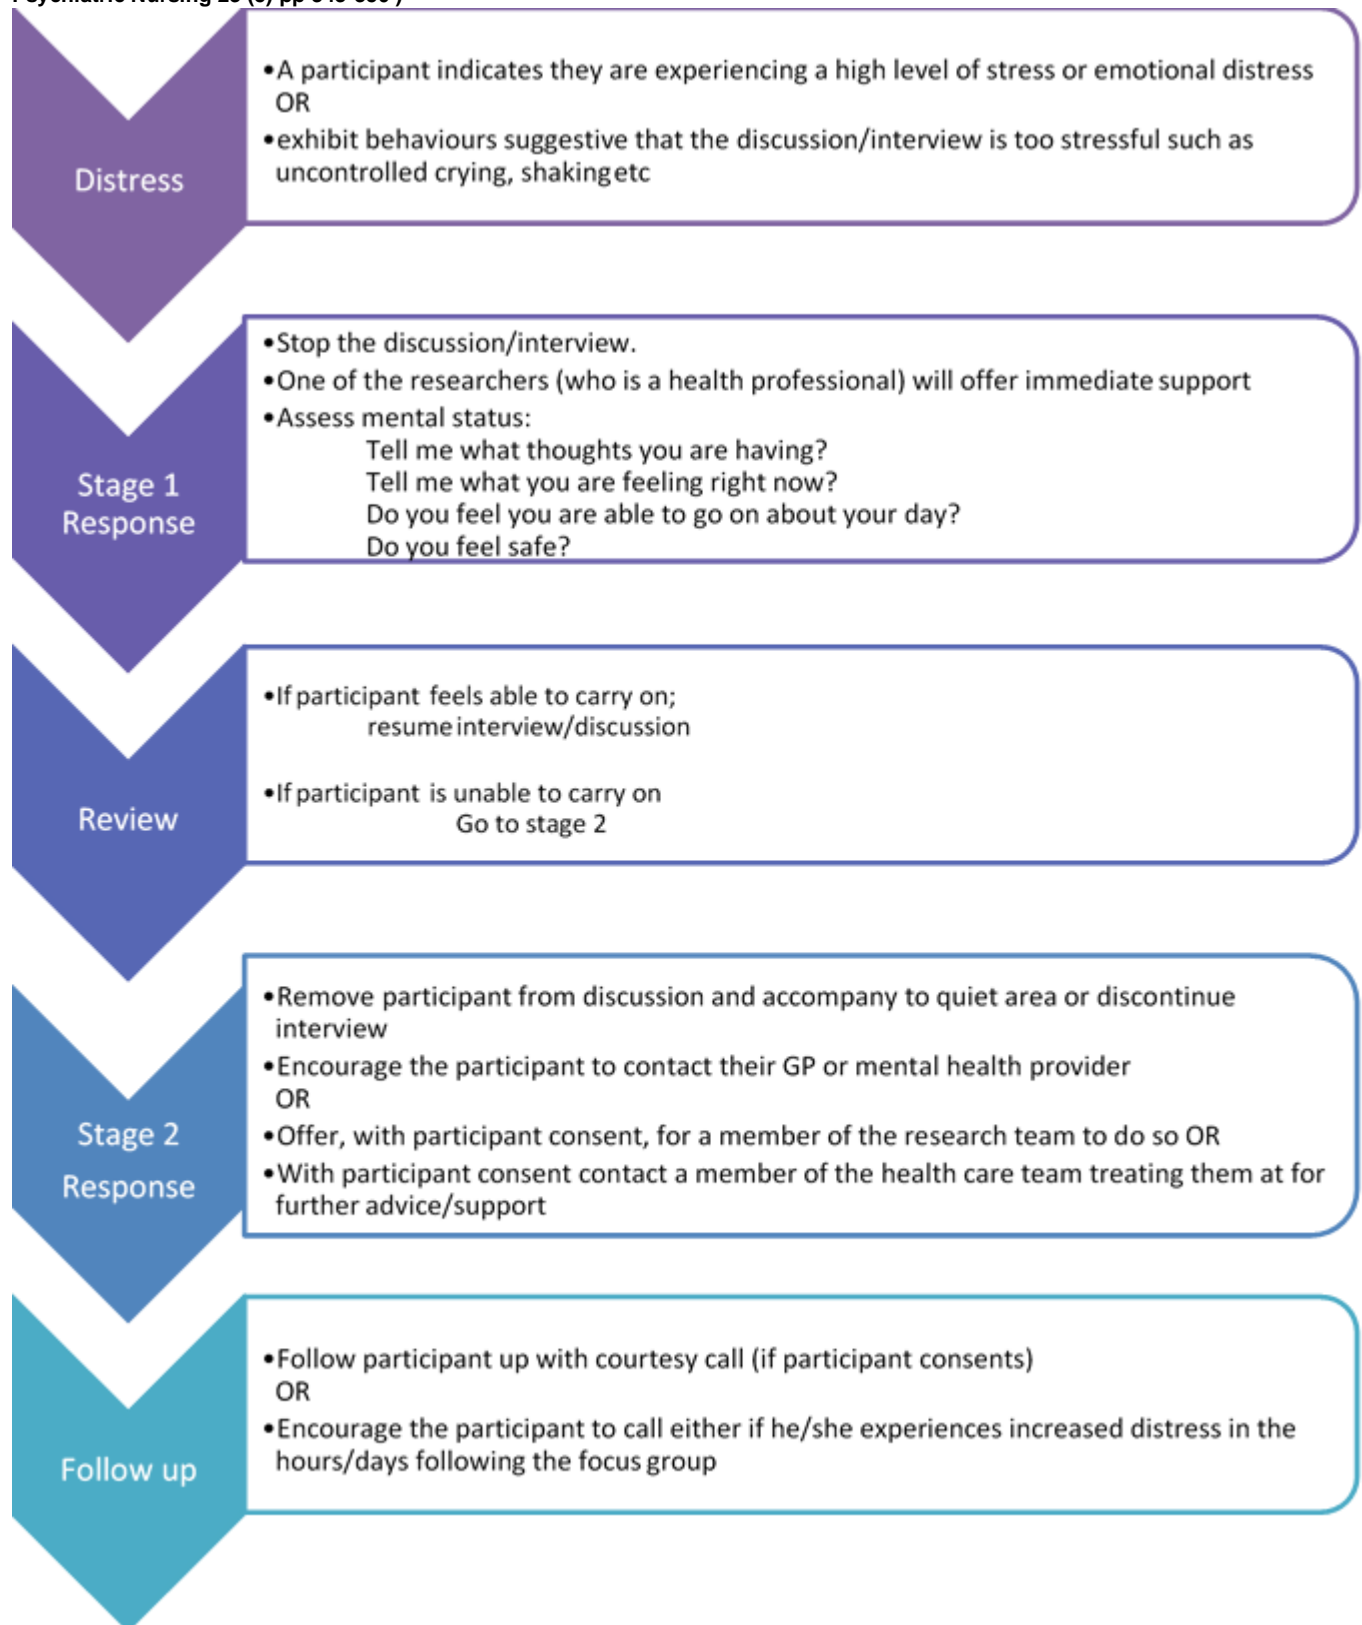 Psychiatric Nursing 23 (5) pp 343-350 )
•A participant indicates they are experiencing a high level of stress or emotional distress
OR
•exhibit behaviours suggestive that the discussion/interview is too stressful such as
uncontrolled crying, shaking etc
Distress
•Stop the discussion/interview.
•One of the researchers (who is a health professional) will offer immediate support
•Assess mental status:
Tell me what thoughts you are having?
Tell me what you are feeling right now?
Do you feel you are able to go on about your day?
Do you feel safe?
Stage 1
Response
•If participant feels able to carry on;
resume interview/discussion
•If participant is unable to carry on
Go to stage 2
Review
•Remove participant from discussion and accompany to quiet area or discontinue
interview
•Encourage the participant to contact their GP or mental health provider
OR
•Offer, with participant consent, for a member of the research team to do so OR
•With participant consent contact a member of the health care team treating them at for
further advice/support
Stage 2
Response
•Follow participant up with courtesy call (if participant consents)
OR
•Encourage the participant to call either if he/she experiences increased distress in the
hours/days following the focus group
Follow up